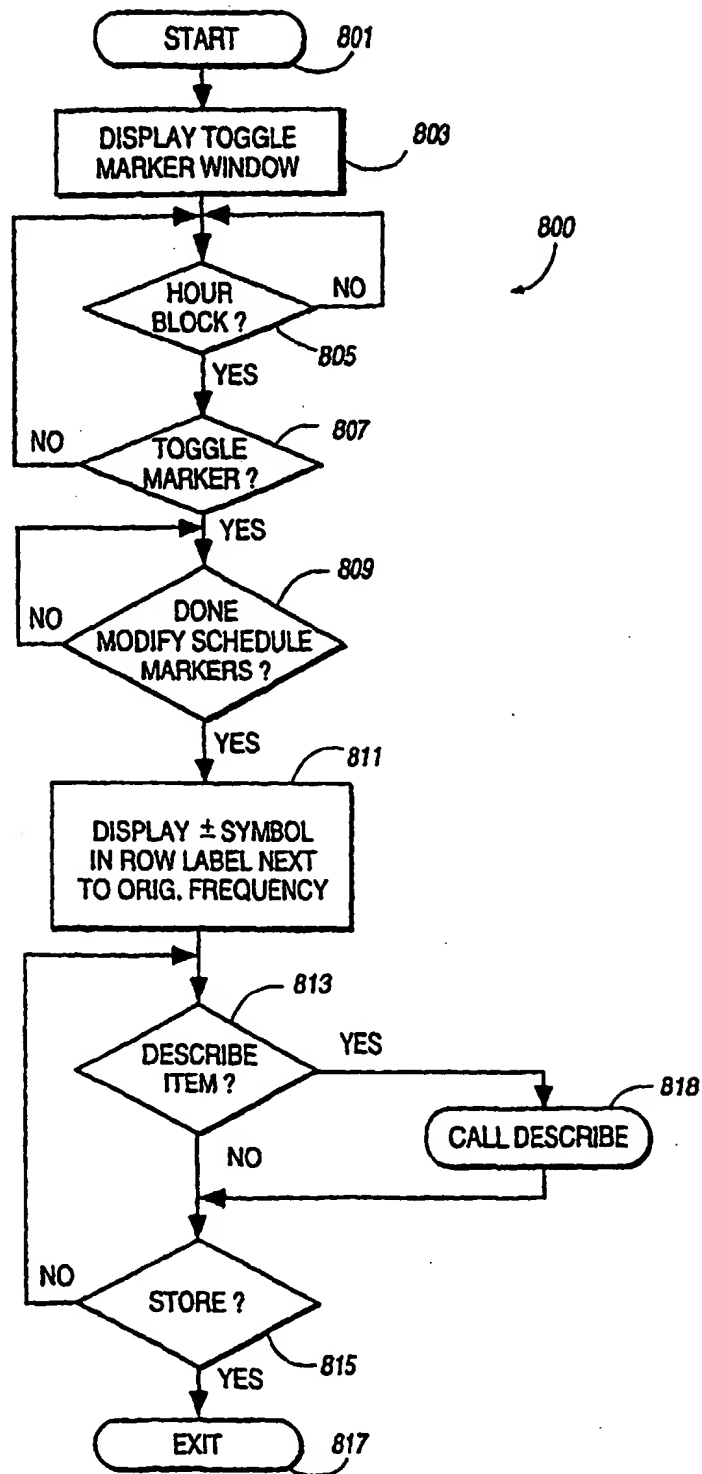 START
801
DISPLAY TOGGLE
MARKER WINDOW
803
800
HOUR
BLOCK ?
NO
805
YES
807
NO
TOGGLE
MARKER ?
YES
809
NO
DONE
MODIFY SCHEDULE
MARKERS ?
YES
811
DISPLAY ± SYMBOL
IN ROW LABEL NEXT
TO ORIG. FREQUENCY
813
DESCRIBE
ITEM ?
YES
818
CALL DESCRIBE
NO
NO
STORE ?
815
YES
EXIT
817